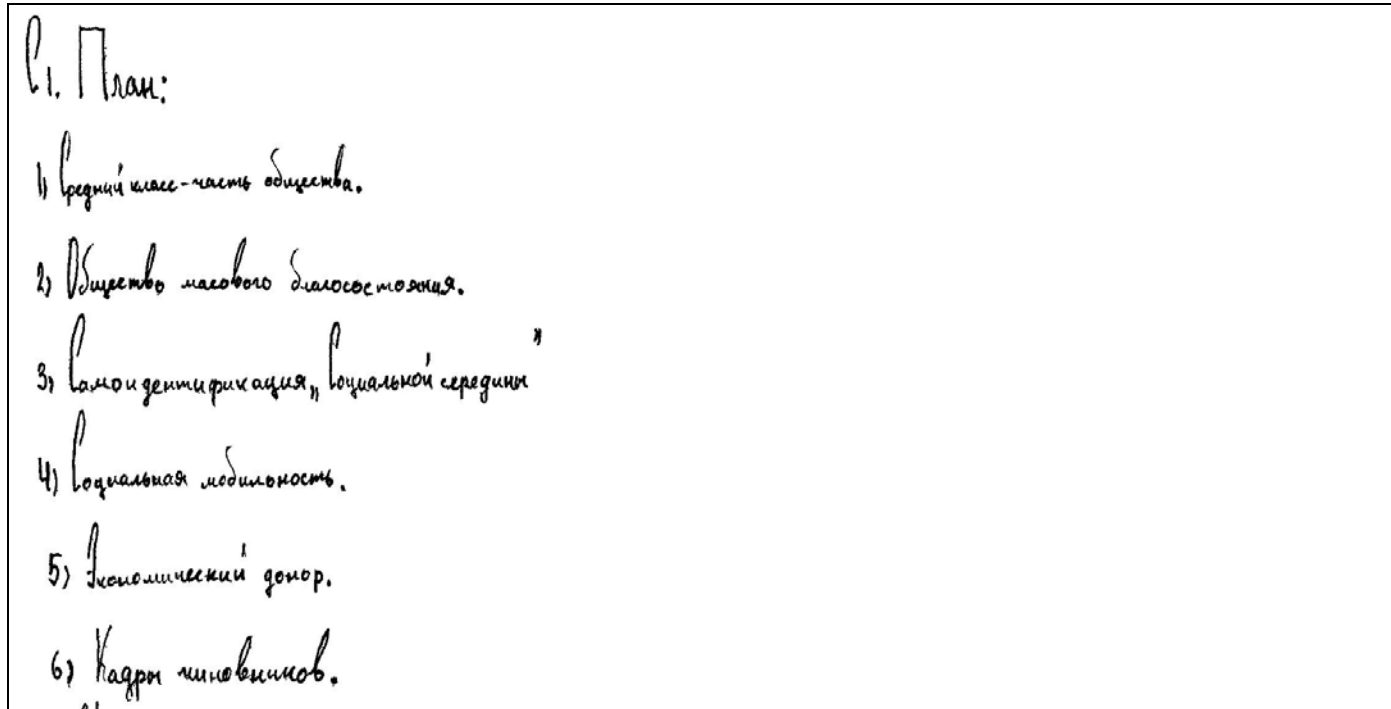 С1. План:
1) Средний класс-часть общества.
2) Общество масового благосостояния.
3) Самоидентификация „Социальной середины"
4) Социальная мобильность.
5) Экономический донор.
6) Кадры чиновников.